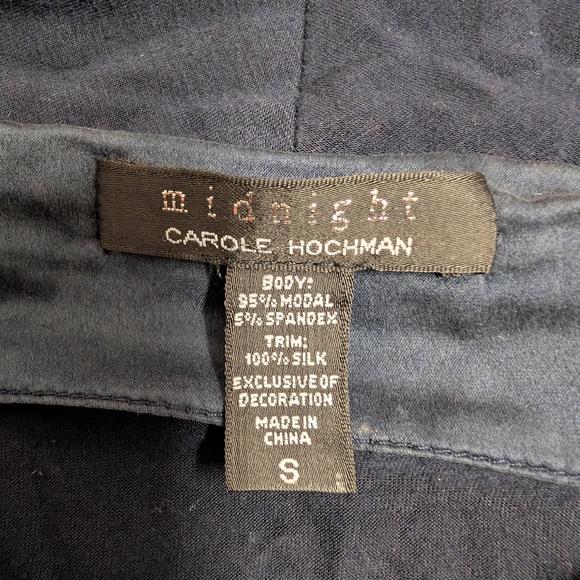 midnight
CAROLE HOCHMAN
BODY:
95% MODAL
5% SPANDEX
TRIM:
100% SILK
EXCLUSIVE OF
DECORATION
MADE IN
CHINA
S